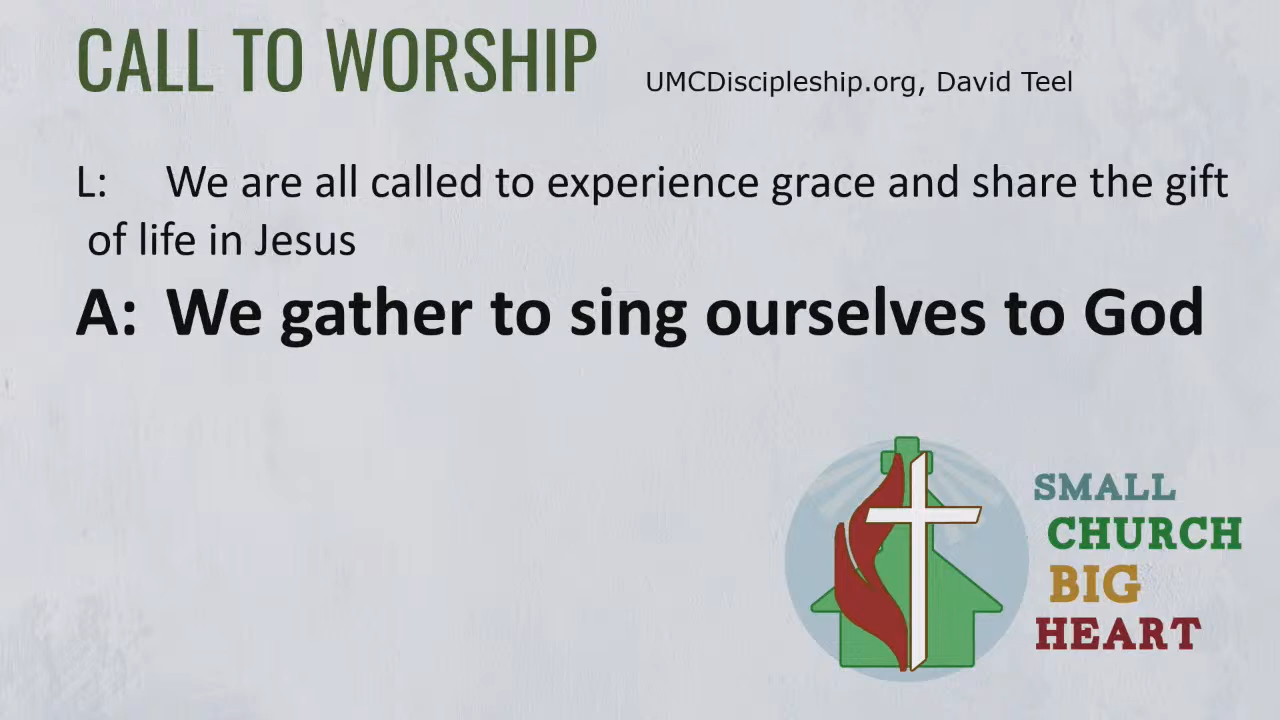 CALL TO WORSHIP UMCDiscipleship.org, David Teel
L: We are all called to experience grace and share the gift
of life in Jesus
A: We gather to sing ourselves to God
SMALL
CHURCH
BIG
HEART